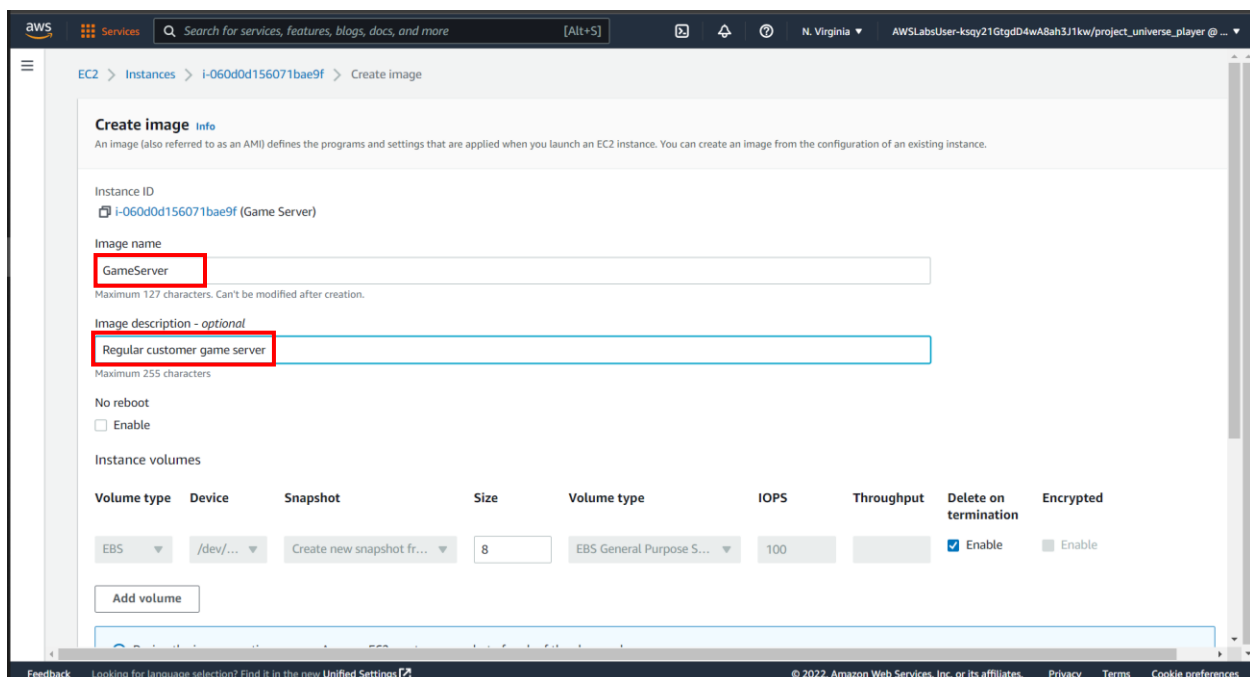 aws
Services
Search for services, features, blogs, docs, and more
[Alt+S]
N. Virginia ▼
AWSLabsUser-ksqy21GtgdD4wA8ah3J1kw/project_universe_player @ ... ▼
EC2 > Instances > i-060d0d156071bae9f > Create image
Create image Info
An image (also referred to as an AMI) defines the programs and settings that are applied when you launch an EC2 instance. You can create an image from the configuration of an existing instance.
Instance ID
i-060d0d156071bae9f (Game Server)
Image name
GameServer
Maximum 127 characters. Can't be modified after creation.
Image description - optional
Regular customer game server
Maximum 255 characters
No reboot
Enable
Instance volumes
Volume type Device Snapshot Size Volume type IOPS Throughput Delete on termination Encrypted
EBS /dev/... Create new snapshot fr... 8 EBS General Purpose S... 100 Enable Enable
Add volume
Feedback Looking for language selection? Find it in the new Unified Settings © 2022, Amazon Web Services, Inc. or its affiliates. Privacy Terms Cookie preferences